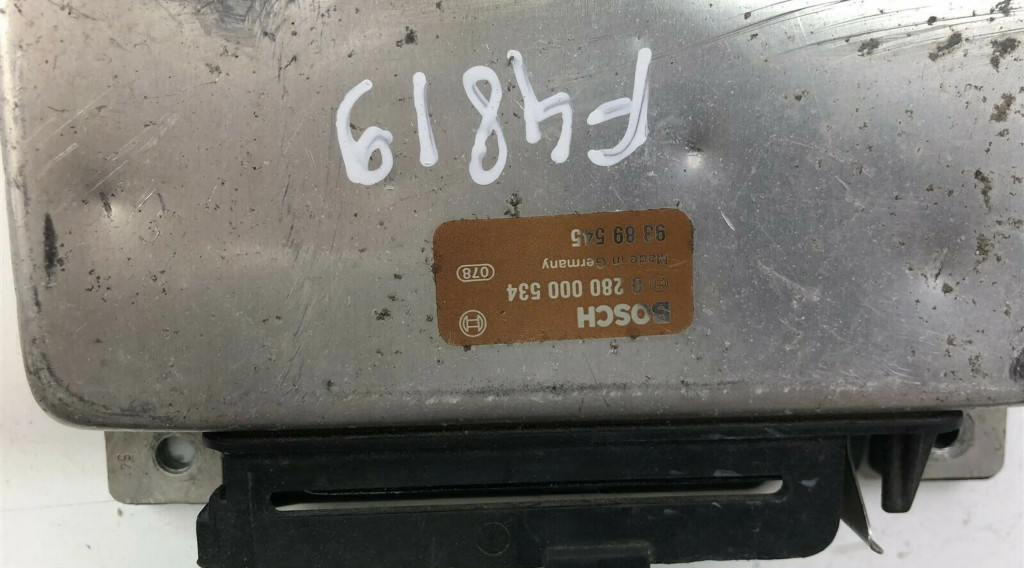 BOSCH
0 280 000 534
Made in Germany 078
93 89 545
F4819